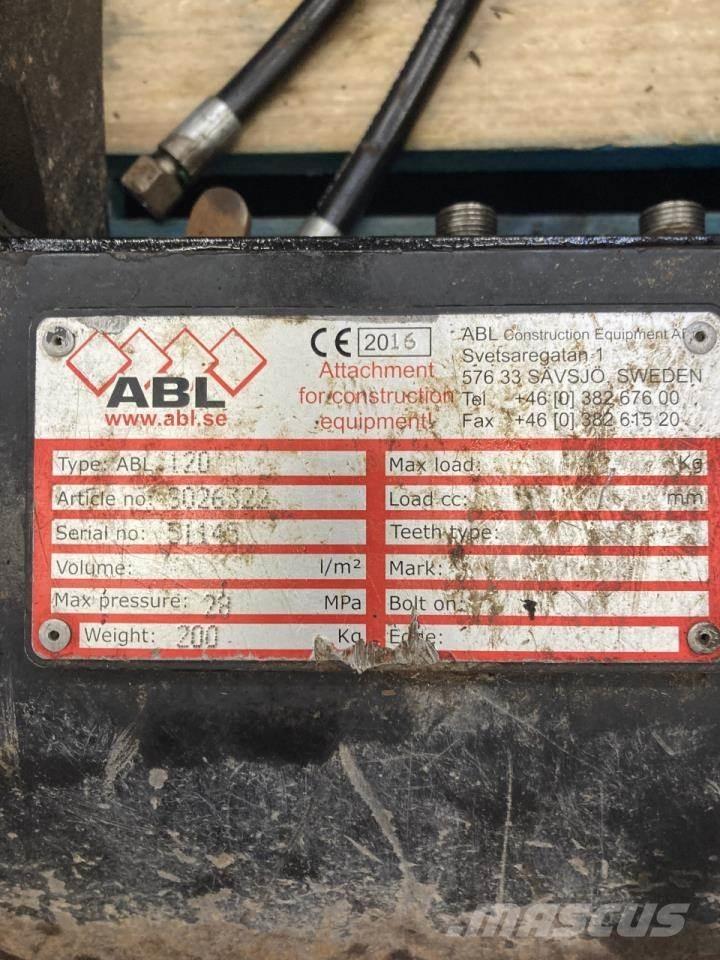 ABL
www.abl.se
CE 2016
Attachment
for construction
equipment!
ABL Construction Equipment AB
Svetsaregatan 1
576 33 SÄVSJÖ, SWEDEN
Tel +46 [0] 382 676 00
Fax +46 [0] 382 615 20
Type: ABL 120
Article no: 3026322
Serial no: 51145
Volume: l/m²
Max pressure: 28 MPa
Weight: 200 Kg
Max load: Kg
Load cc: mm
Teeth type:
Mark:
Bolt on:
Edge:
MASCUS